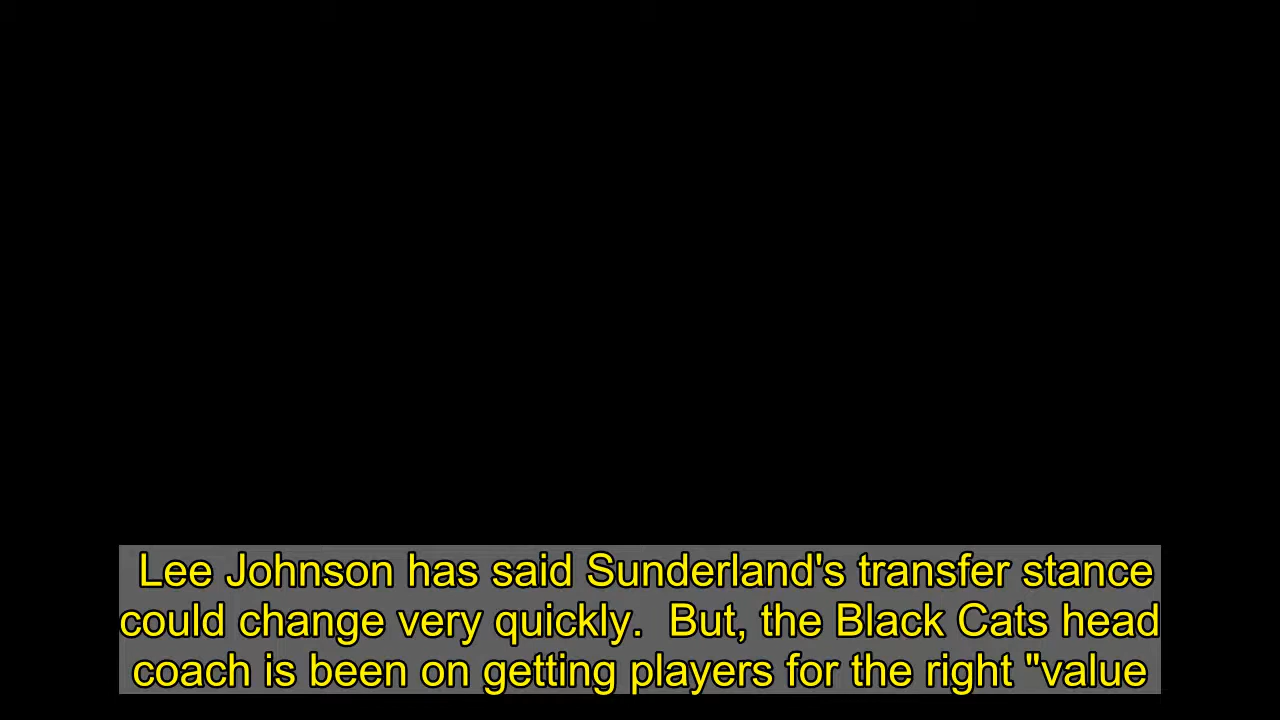 Lee Johnson has said Sunderland's transfer stance
could change very quickly.  But, the Black Cats head
coach is been on getting players for the right "value